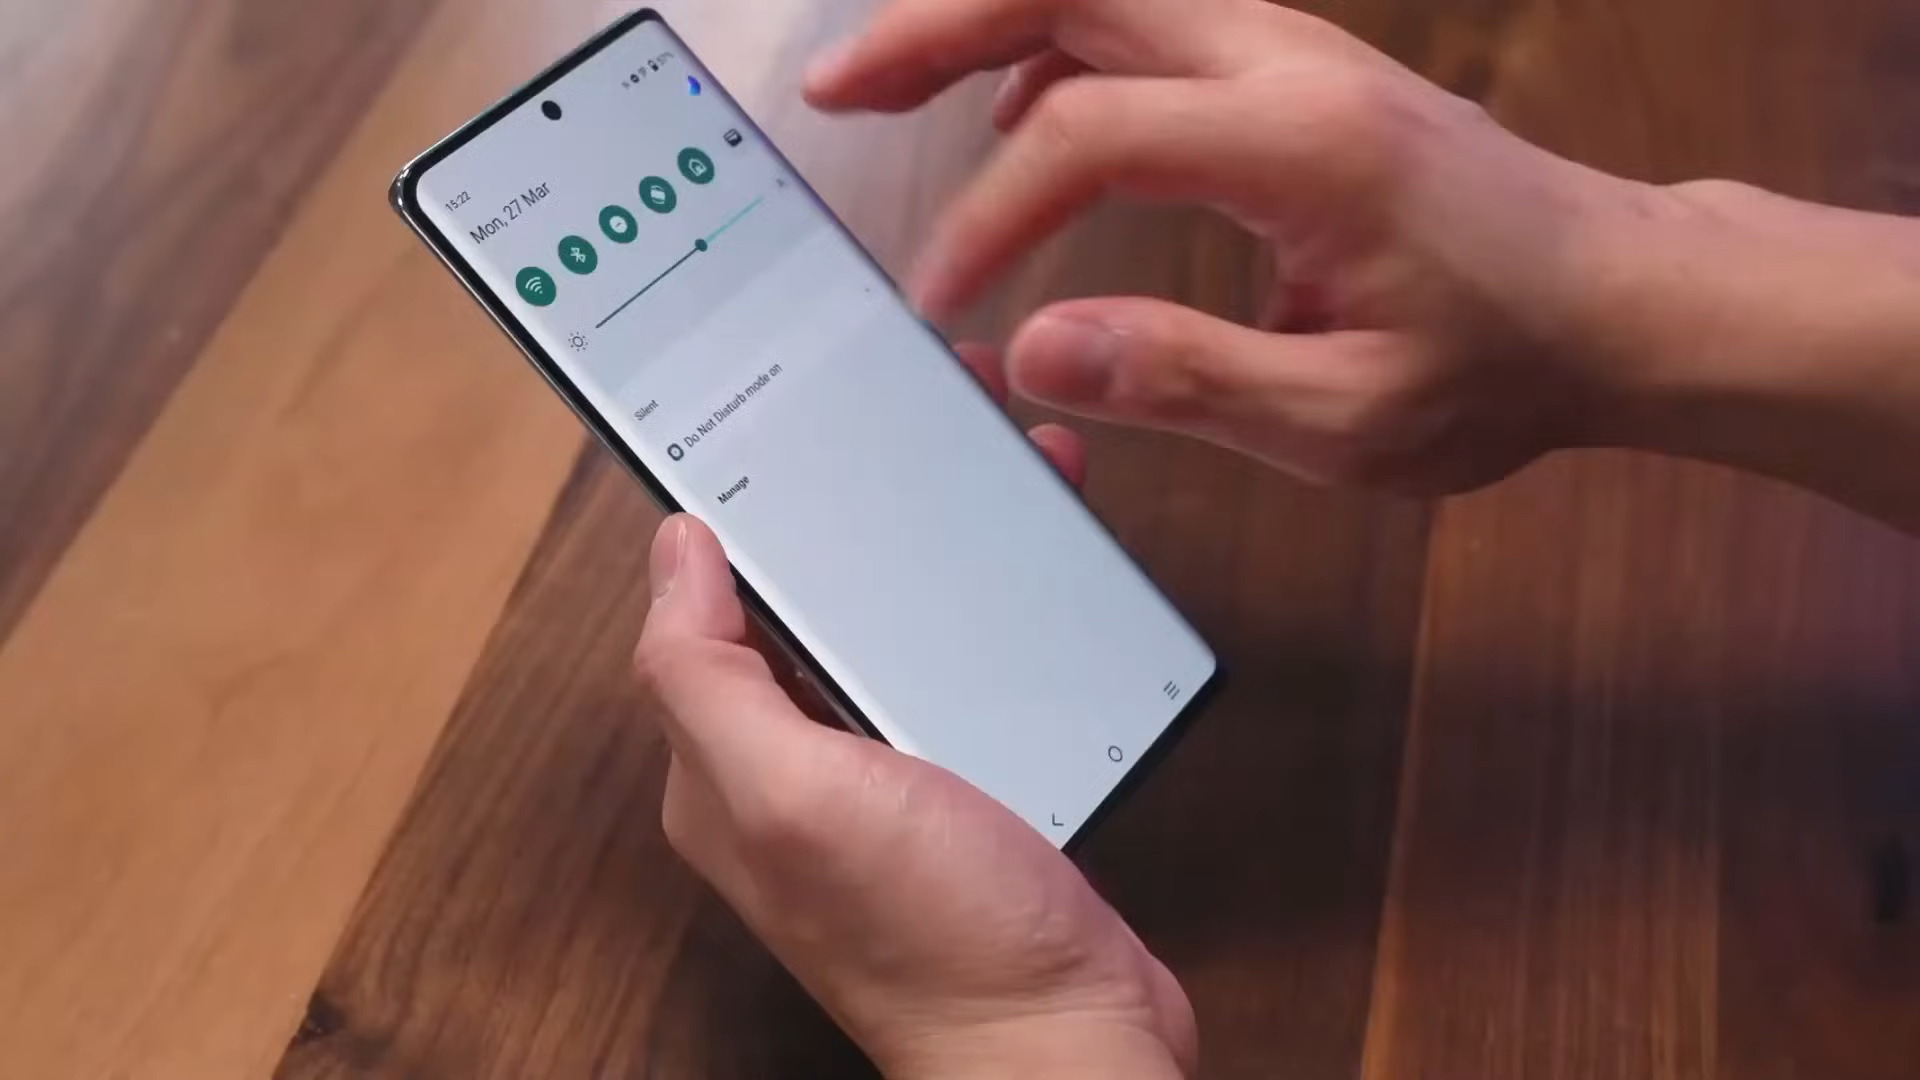 15:22
Mon, 27 Mar
Silent
Do Not Disturb mode on
Manage